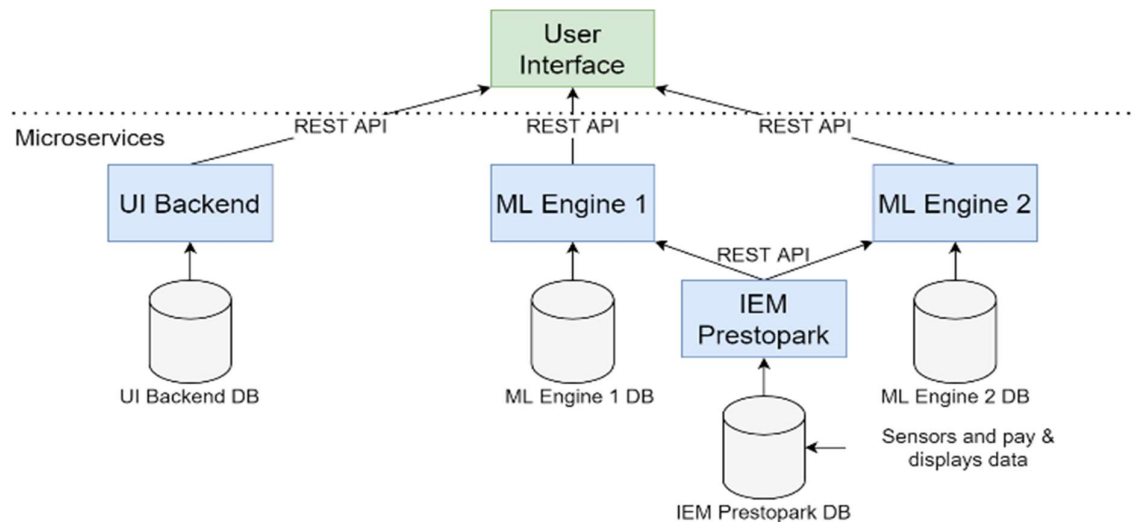 User
Interface
REST API
REST API
REST API
Microservices
UI Backend
ML Engine 1
ML Engine 2
REST API
IEM
Prestopark
UI Backend DB
ML Engine 1 DB
ML Engine 2 DB
Sensors and pay &
displays data
IEM Prestopark DB